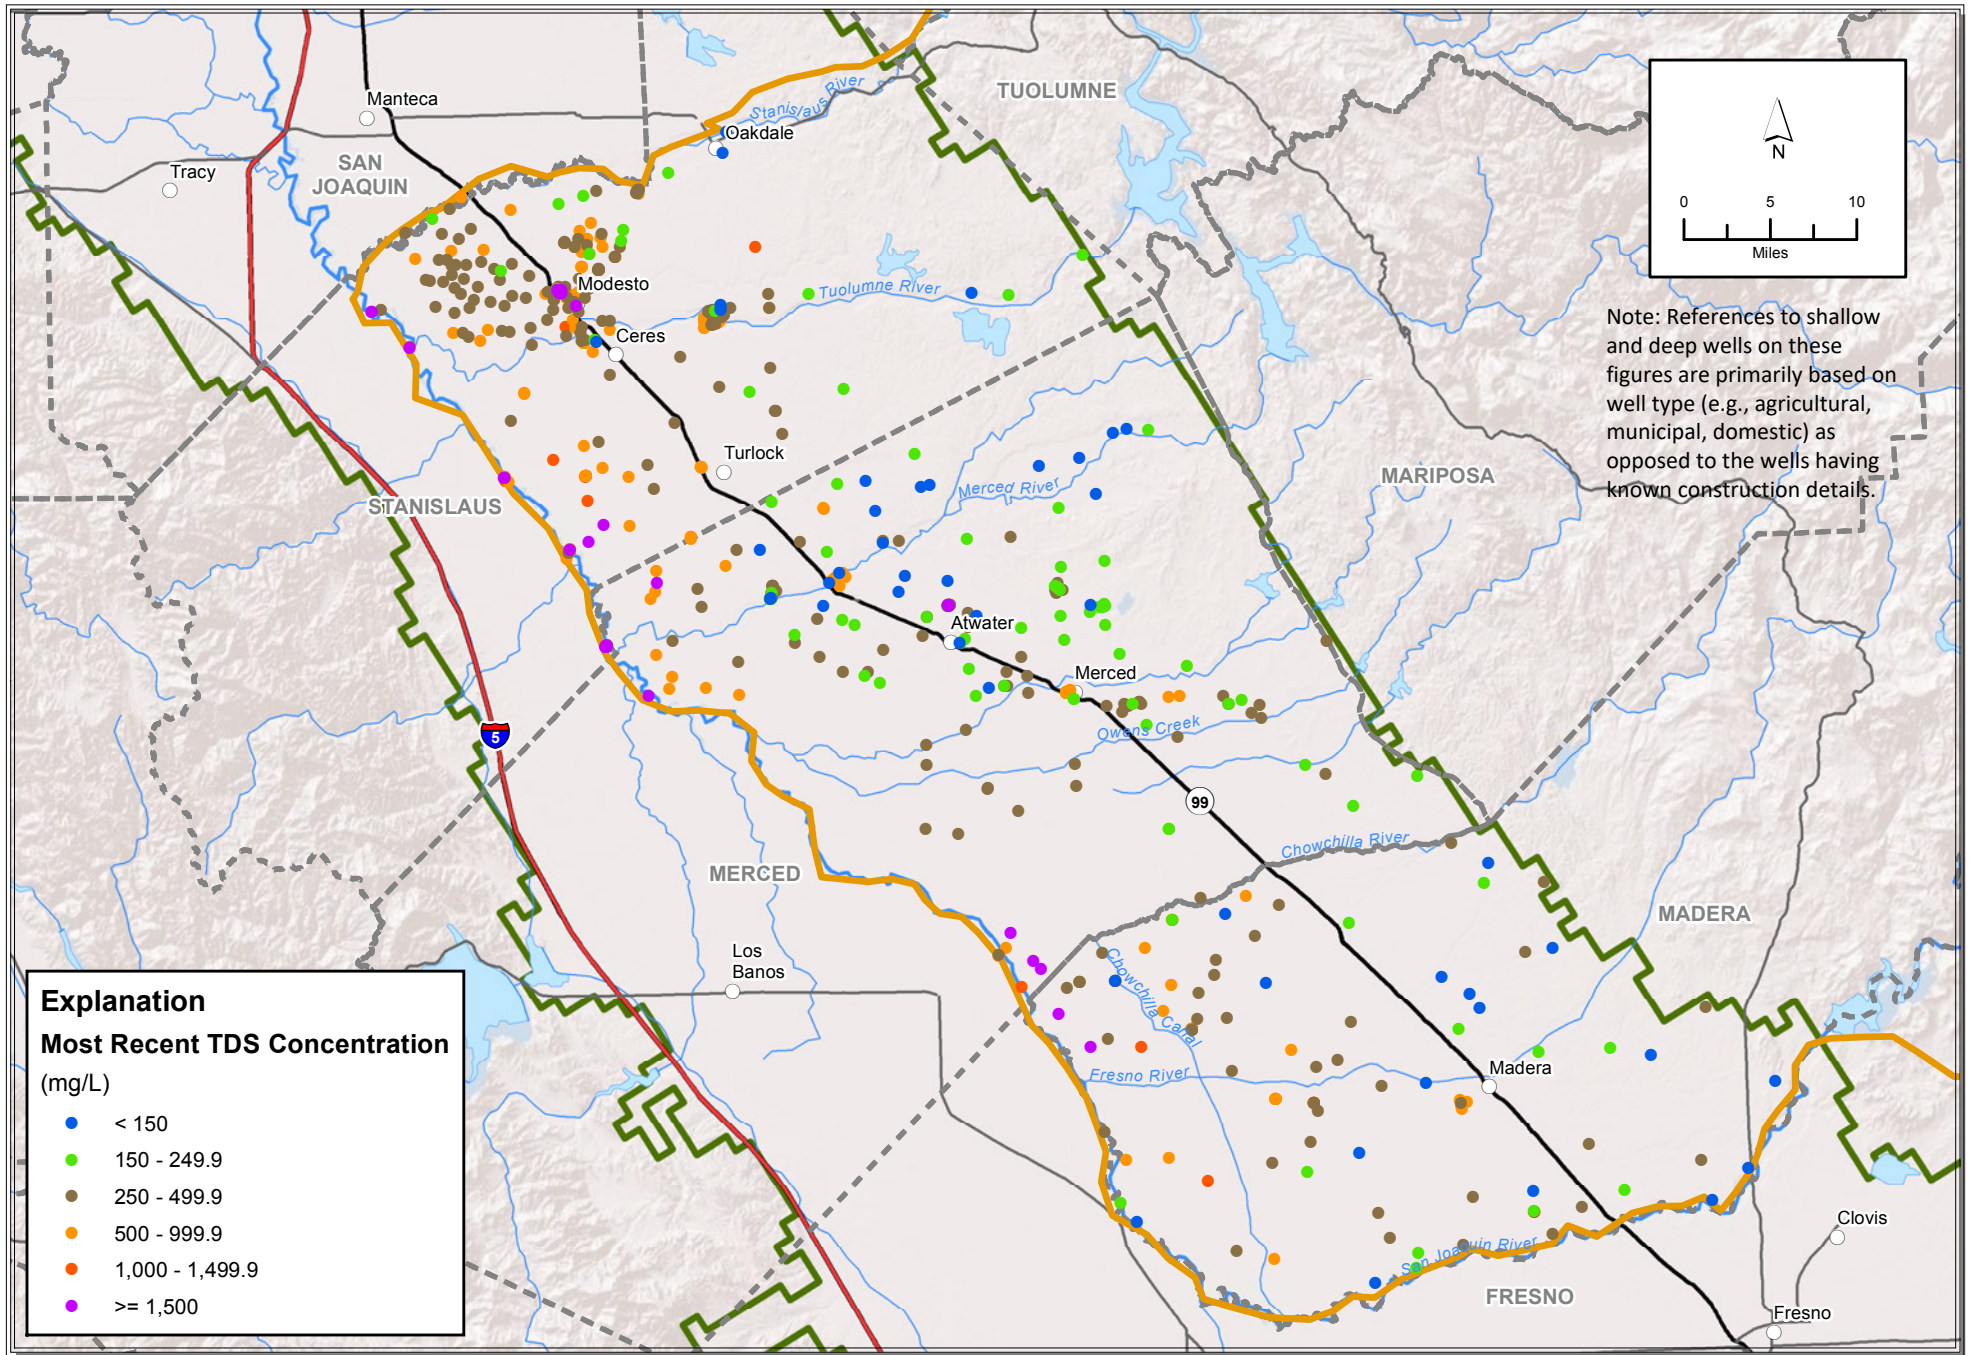 TUOLUMNE
Manteca
Stanislaus River
Oakdale
SAN
JOAQUIN
Tracy
N
0 5 10
Miles
Modesto
Tuolumne River
Ceres
Note: References to shallow
and deep wells on these
figures are primarily based on
well type (e.g., agricultural,
municipal, domestic) as
opposed to the wells having
known construction details.
Turlock
Merced River
MARIPOSA
STANISLAUS
Atwater
Merced
Owens Creek
5
99
Chowchilla River
MERCED
MADERA
Los
Banos
Chowchilla Canal
Fresno River
Madera
Clovis
San Joaquin River
FRESNO
Fresno
Explanation
Most Recent TDS Concentration
(mg/L)
< 150
150 - 249.9
250 - 499.9
500 - 999.9
1,000 - 1,499.9
>= 1,500